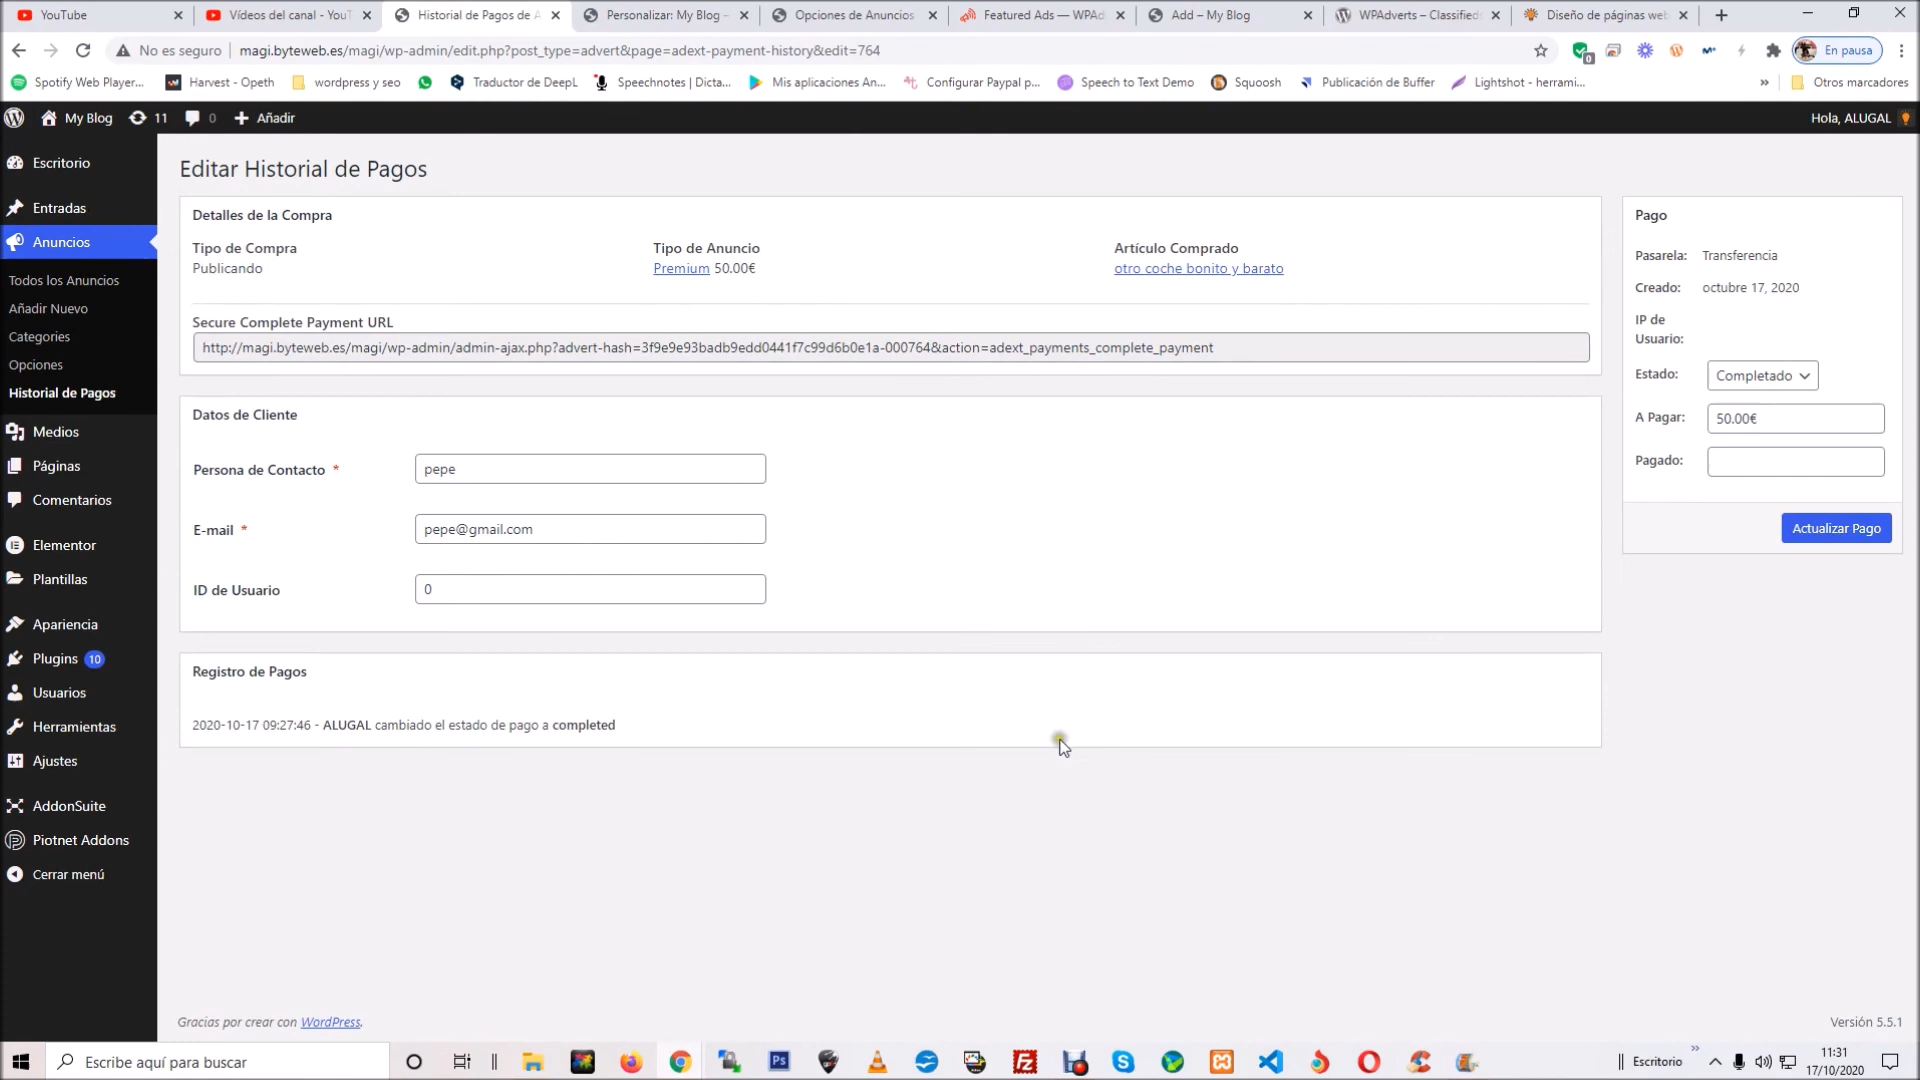 YouTube
Vídeos del canal - YouT
Historial de Pagos de A
Personalizar: My Blog –
Opciones de Anuncios
Featured Ads — WPAd
Add – My Blog
WPAdverts – Classifieds
Diseño de páginas web
No es seguro
magi.byteweb.es/magi/wp-admin/edit.php?post_type=advert&page=adext-payment-history&edit=764
0
En pausa
Spotify Web Player...
Harvest - Opeth
wordpress y seo
Traductor de DeepL
Speechnotes | Dicta...
Mis aplicaciones An...
Configurar Paypal p...
Speech to Text Demo
Squoosh
Publicación de Buffer
Lightshot - herrami...
»
Otros marcadores
My Blog
11
0
Añadir
Hola, ALUGAL
Escritorio
Entradas
Anuncios
Todos los Anuncios
Añadir Nuevo
Categories
Opciones
Historial de Pagos
Medios
Páginas
Comentarios
Elementor
Plantillas
Apariencia
Plugins 10
Usuarios
Herramientas
Ajustes
AddonSuite
Piotnet Addons
Cerrar menú
Editar Historial de Pagos
Detalles de la Compra
Tipo de Compra
Publicando
Tipo de Anuncio
Premium 50.00€
Artículo Comprado
otro coche bonito y barato
Secure Complete Payment URL
http://magi.byteweb.es/magi/wp-admin/admin-ajax.php?advert-hash=3f9e9e93badb9edd0441f7c99d6b0e1a-000764&action=adext_payments_complete_payment
Datos de Cliente
Persona de Contacto *
pepe
E-mail *
pepe@gmail.com
ID de Usuario
0
Registro de Pagos
2020-10-17 09:27:46 - ALUGAL cambiado el estado de pago a completed
Pago
Pasarela: Transferencia
Creado: octubre 17, 2020
IP de
Usuario:
Estado: Completado
A Pagar: 50.00€
Pagado:
Actualizar Pago
Gracias por crear con WordPress.
Versión 5.5.1
Escribe aquí para buscar
Ps
Escritorio
»
11:31
17/10/2020